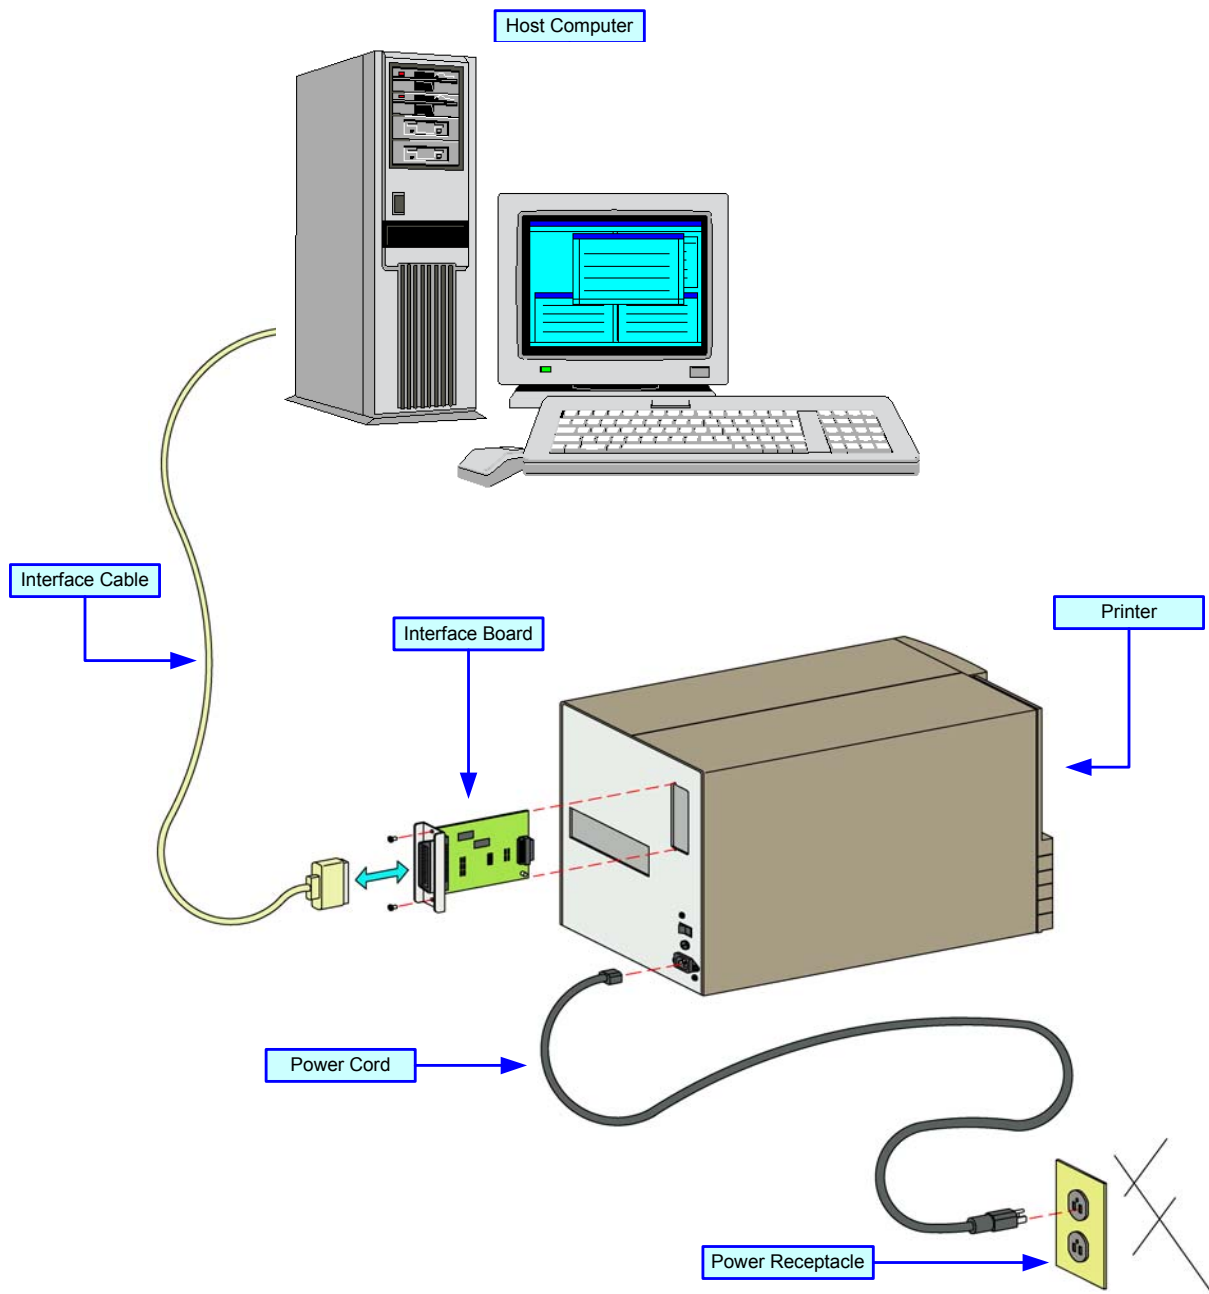 Host Computer
Interface Cable
Interface Board
Printer
Power Cord
Power Receptacle